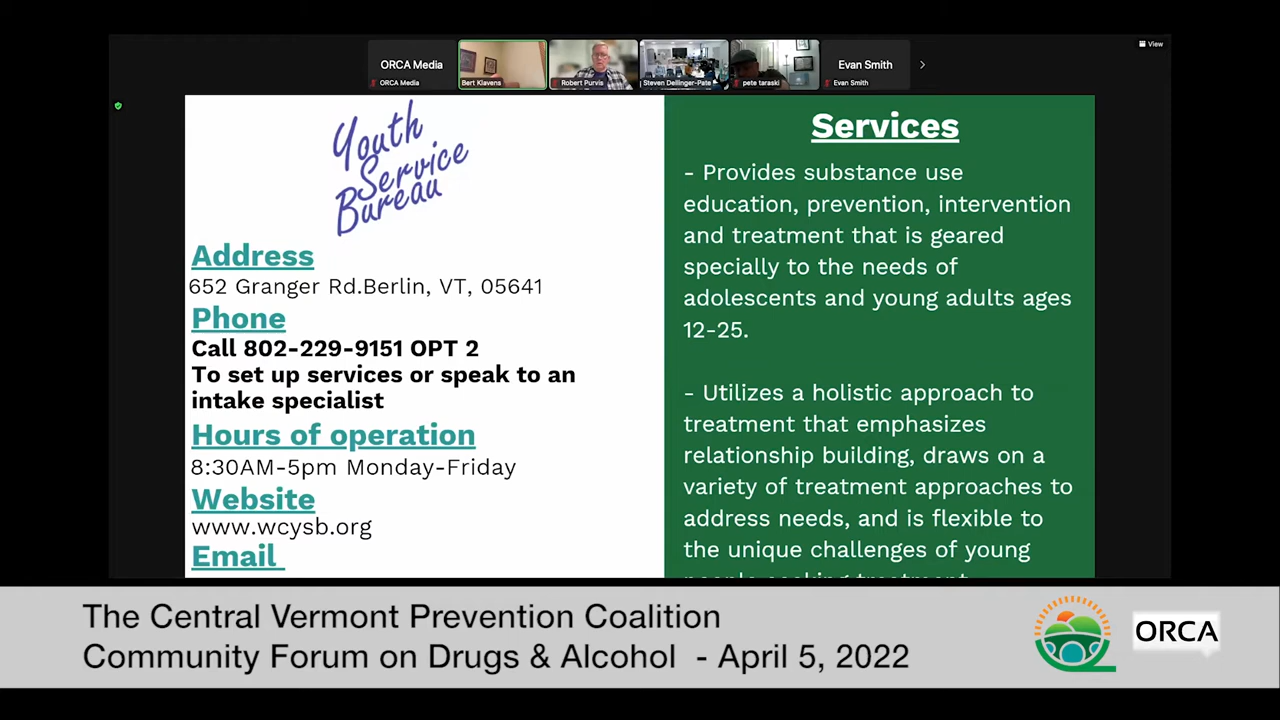 View
ORCA Media
Evan Smith
ORCA Media
Bert Klavens
Robert Purvis
Steven Dellinger-Pate
pete taraski
Evan Smith
Youth
Service
Bureau
Address
652 Granger Rd.Berlin, VT, 05641
Phone
Call 802-229-9151 OPT 2
To set up services or speak to an
intake specialist
Hours of operation
8:30AM-5pm Monday-Friday
Website
www.wcysb.org
Email
Services
- Provides substance use
education, prevention, intervention
and treatment that is geared
specially to the needs of
adolescents and young adults ages
12-25.
- Utilizes a holistic approach to
treatment that emphasizes
relationship building, draws on a
variety of treatment approaches to
address needs, and is flexible to
the unique challenges of young
people seeking treatment
The Central Vermont Prevention Coalition
Community Forum on Drugs & Alcohol - April 5, 2022
ORCA